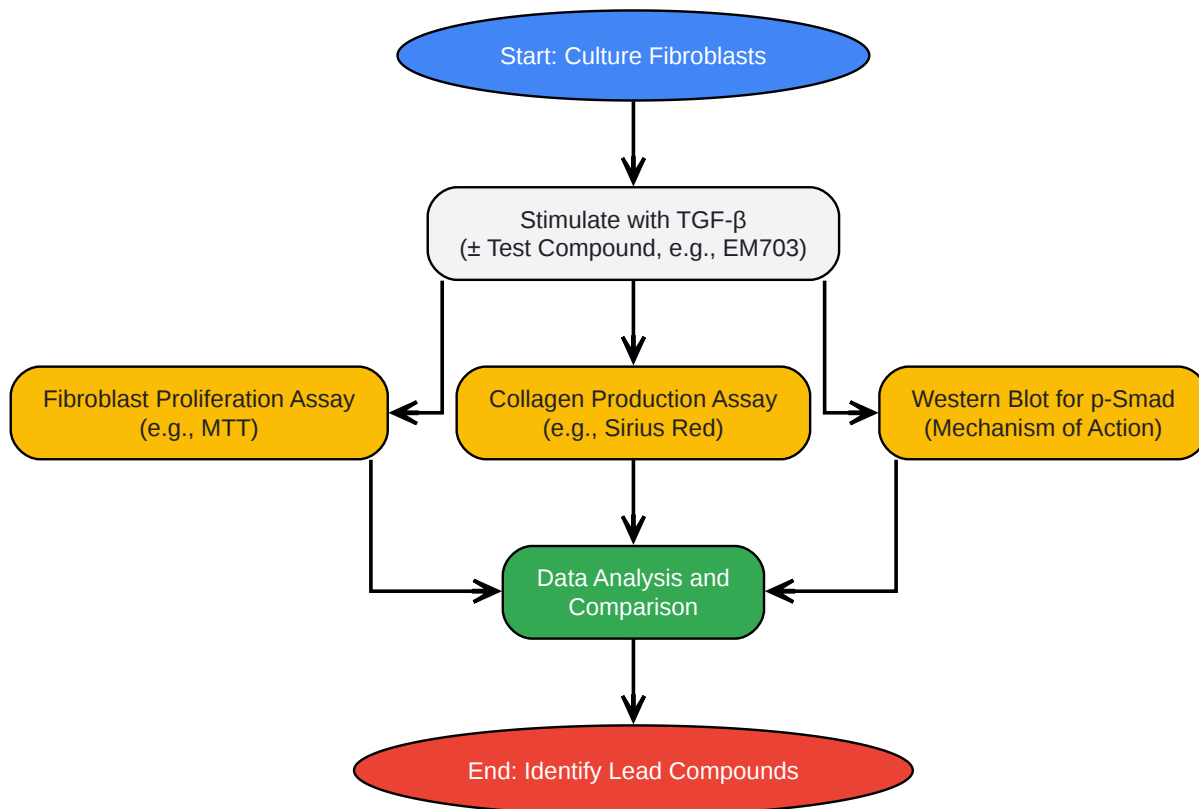 Start: Culture Fibroblasts
Stimulate with TGF-β
(± Test Compound, e.g., EM703)
Fibroblast Proliferation Assay
(e.g., MTT)
Collagen Production Assay
(e.g., Sirius Red)
Western Blot for p-Smad
(Mechanism of Action)
Data Analysis and
Comparison
End: Identify Lead Compounds